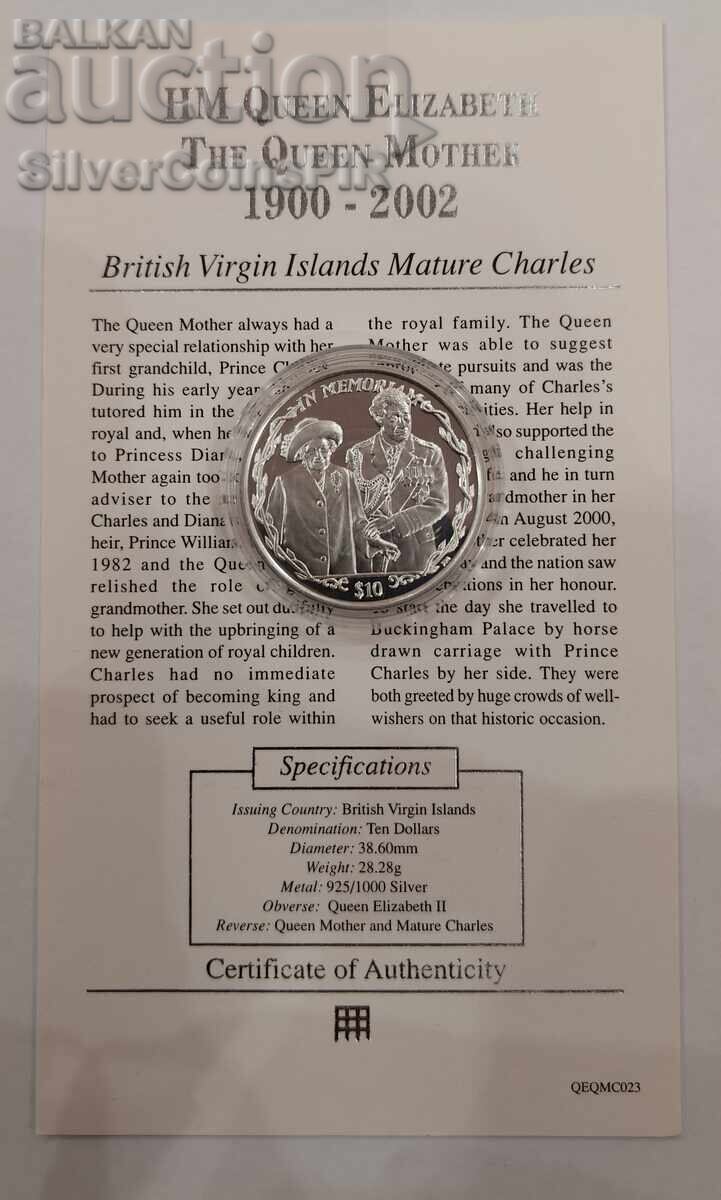 BALKAN
auction
SilverCoinsPIR
HM QUEEN ELIZABETH
THE QUEEN MOTHER
1900 - 2002
British Virgin Islands Mature Charles
The Queen Mother always had a
very special relationship with her
first grandchild, Prince
During his early
tutored him in the
royal and, when he
to Princess
Mother again
adviser to the
Charles and Diana
heir, Prince William
1982 and the
relished the role
grandmother. She set out dutifully
to help with the upbringing of a
new generation of royal children.
Charles had no immediate
prospect of becoming king and
had to seek a useful role within
the royal family. The Queen
Mother was able to suggest
pursuits and was the
many of Charles's
Her help in
also supported the
challenging
and he in turn
in her
August 2000,
celebrated her
and the nation saw
in her honour.
To start the day she travelled to
Buckingham Palace by horse
drawn carriage with Prince
Charles by her side. They were
both greeted by huge crowds of well-
wishers on that historic occasion.
IN MEMORIAM
$10
Specifications
Issuing Country: British Virgin Islands
Denomination: Ten Dollars
Diameter: 38.60mm
Weight: 28.28g
Metal: 925/1000 Silver
Obverse: Queen Elizabeth II
Reverse: Queen Mother and Mature Charles
Certificate of Authenticity
QEQMC023